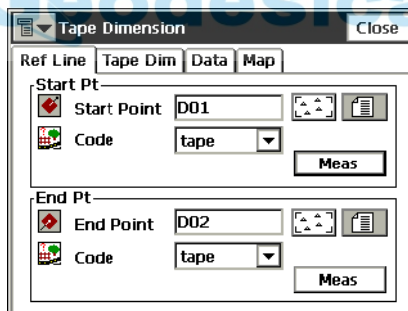 Tape Dimension Close
Ref Line Tape Dim Data Map
Start Pt
Start Point D01
Code tape
Meas
End Pt
End Point D02
Code tape
Meas